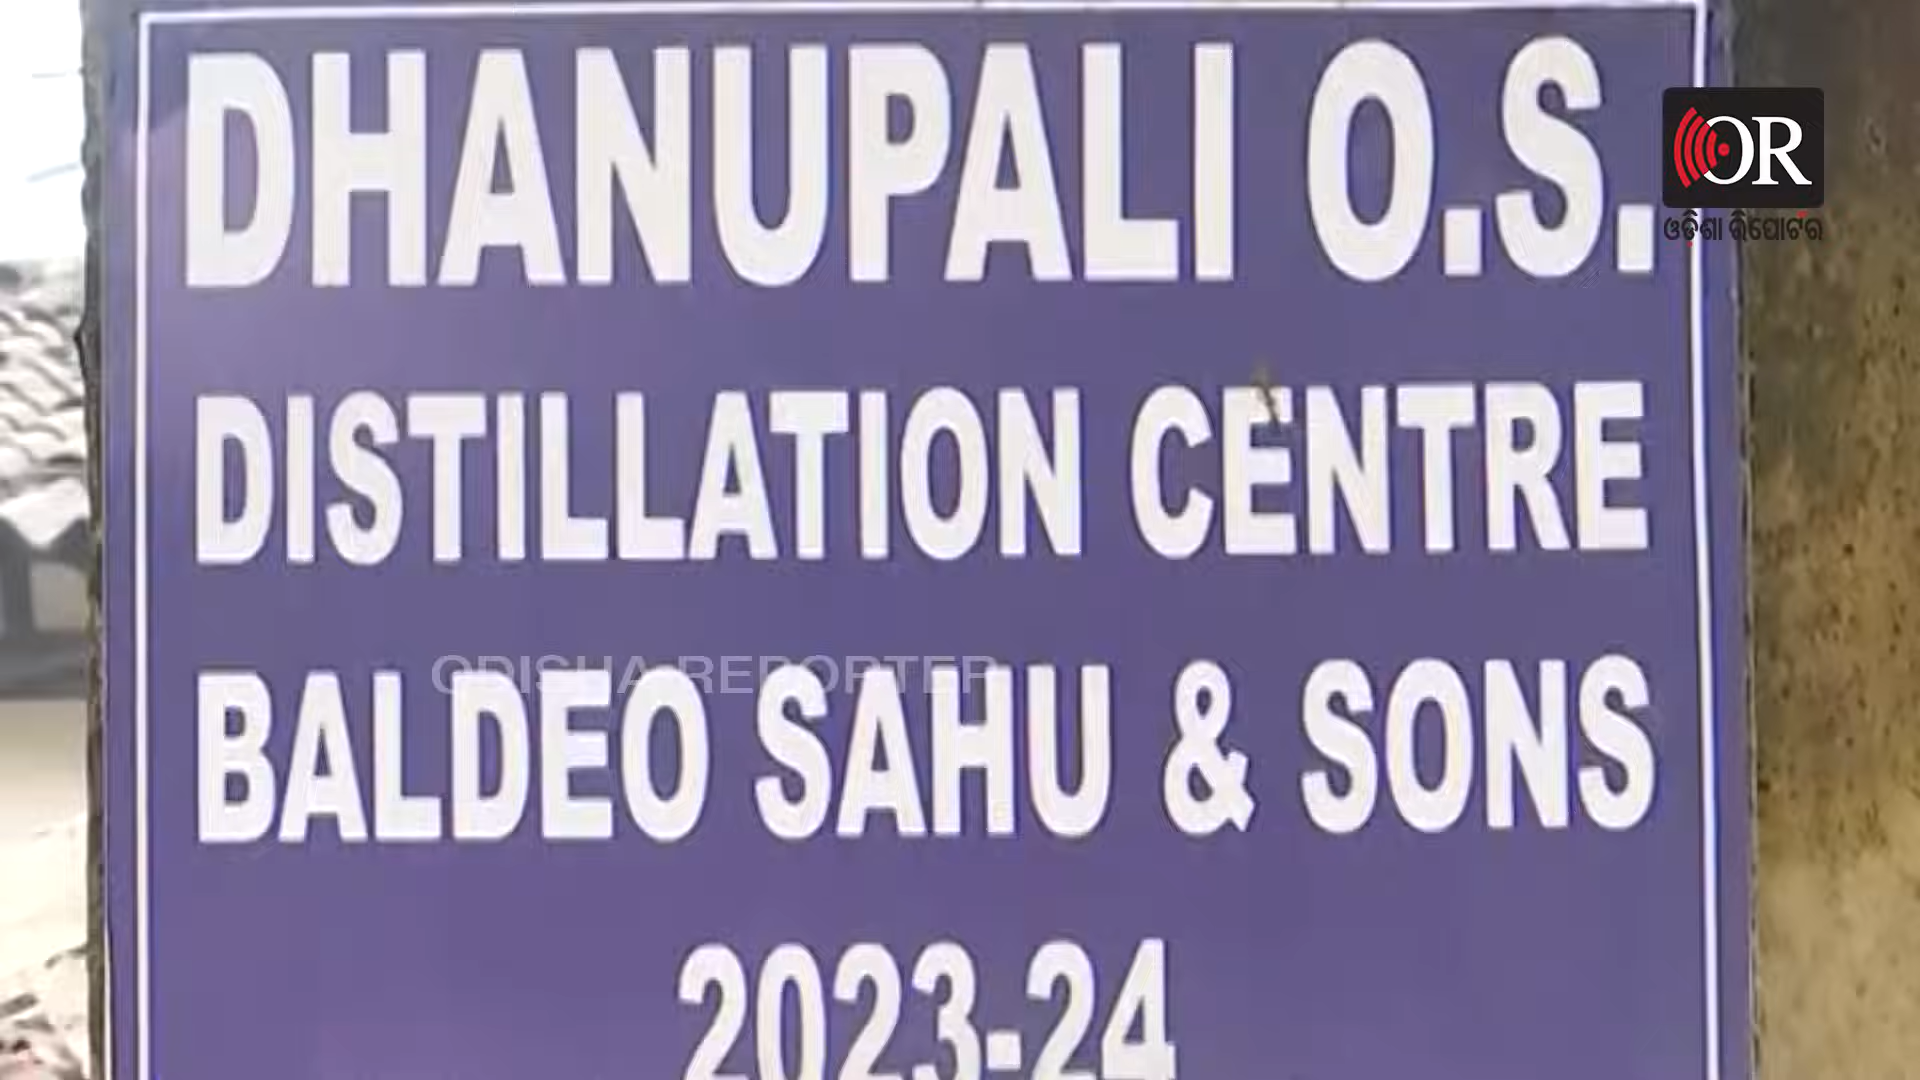 DHANUPALI O.S.
OR
ଓଡ଼ିଶା ରିପୋର୍ଟର
DISTILLATION CENTRE
ODISHA REPORTER
BALDEO SAHU & SONS
2023-24